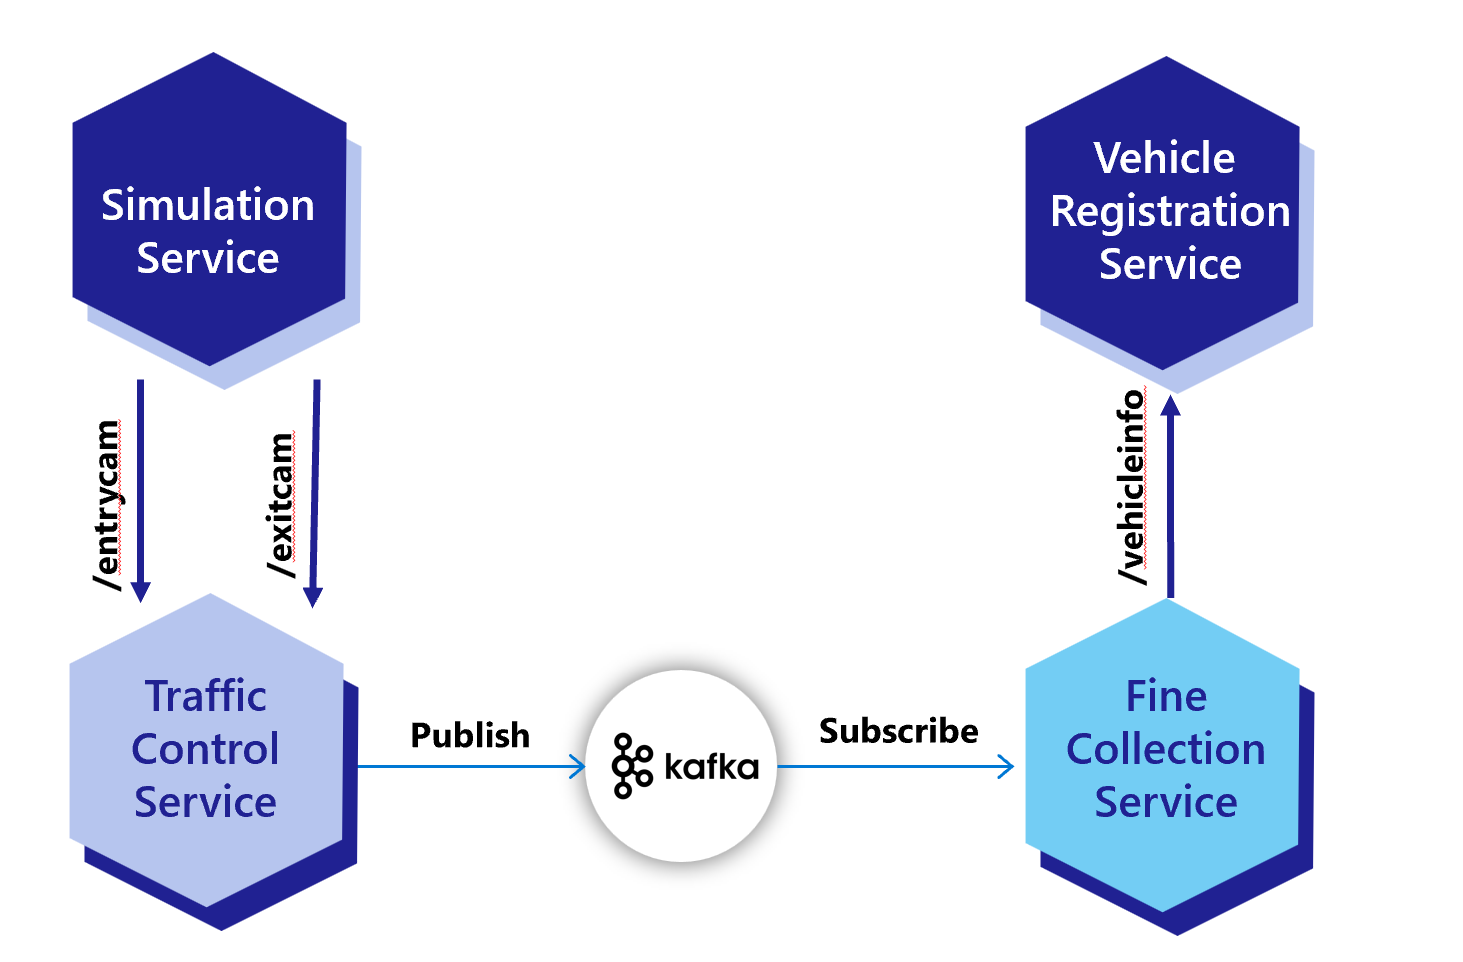 Simulation
Service
Vehicle
Registration
Service
/entrycam
/exitcam
/vehicleinfo
Traffic
Control
Service
Publish
kafka
Subscribe
Fine
Collection
Service